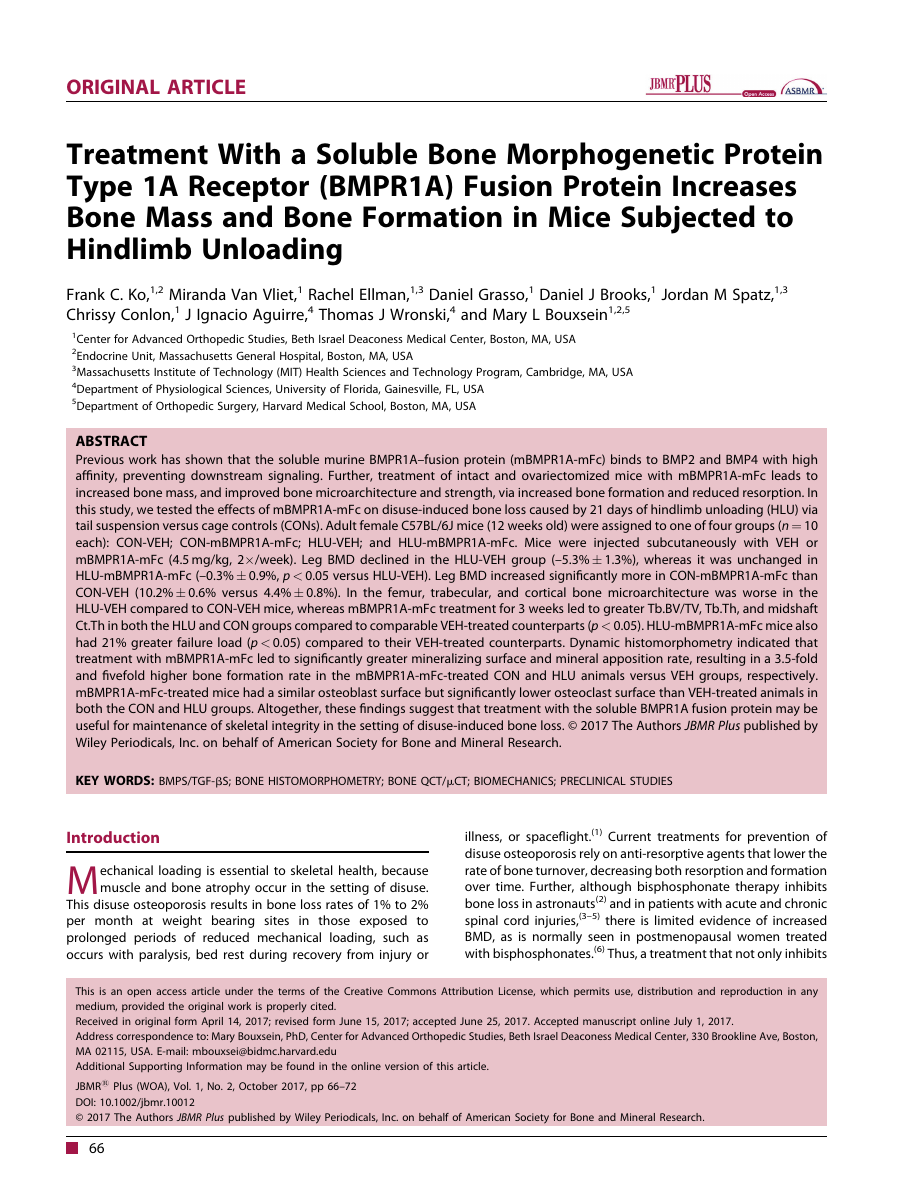 ORIGINAL ARTICLE
JBMR PLUS
Open Access
ASBMR
Treatment With a Soluble Bone Morphogenetic Protein
Type 1A Receptor (BMPR1A) Fusion Protein Increases
Bone Mass and Bone Formation in Mice Subjected to
Hindlimb Unloading
Frank C. Ko,1,2 Miranda Van Vliet,1 Rachel Ellman,1,3 Daniel Grasso,1 Daniel J Brooks,1 Jordan M Spatz,1,3
Chrissy Conlon,1 J Ignacio Aguirre,4 Thomas J Wronski,4 and Mary L Bouxsein1,2,5
1Center for Advanced Orthopedic Studies, Beth Israel Deaconess Medical Center, Boston, MA, USA
2Endocrine Unit, Massachusetts General Hospital, Boston, MA, USA
3Massachusetts Institute of Technology (MIT) Health Sciences and Technology Program, Cambridge, MA, USA
4Department of Physiological Sciences, University of Florida, Gainesville, FL, USA
5Department of Orthopedic Surgery, Harvard Medical School, Boston, MA, USA
ABSTRACT
Previous work has shown that the soluble murine BMPR1A–fusion protein (mBMPR1A-mFc) binds to BMP2 and BMP4 with high
affinity, preventing downstream signaling. Further, treatment of intact and ovariectomized mice with mBMPR1A-mFc leads to
increased bone mass, and improved bone microarchitecture and strength, via increased bone formation and reduced resorption. In
this study, we tested the effects of mBMPR1A-mFc on disuse-induced bone loss caused by 21 days of hindlimb unloading (HLU) via
tail suspension versus cage controls (CONs). Adult female C57BL/6J mice (12 weeks old) were assigned to one of four groups (n = 10
each): CON-VEH; CON-mBMPR1A-mFc; HLU-VEH; and HLU-mBMPR1A-mFc. Mice were injected subcutaneously with VEH or
mBMPR1A-mFc (4.5 mg/kg, 2×/week). Leg BMD declined in the HLU-VEH group (–5.3% ± 1.3%), whereas it was unchanged in
HLU-mBMPR1A-mFc (–0.3% ± 0.9%, p < 0.05 versus HLU-VEH). Leg BMD increased significantly more in CON-mBMPR1A-mFc than
CON-VEH (10.2% ± 0.6% versus 4.4% ± 0.8%). In the femur, trabecular, and cortical bone microarchitecture was worse in the
HLU-VEH compared to CON-VEH mice, whereas mBMPR1A-mFc treatment for 3 weeks led to greater Tb.BV/TV, Tb.Th, and midshaft
Ct.Th in both the HLU and CON groups compared to comparable VEH-treated counterparts (p < 0.05). HLU-mBMPR1A-mFc mice also
had 21% greater failure load (p < 0.05) compared to their VEH-treated counterparts. Dynamic histomorphometry indicated that
treatment with mBMPR1A-mFc led to significantly greater mineralizing surface and mineral apposition rate, resulting in a 3.5-fold
and fivefold higher bone formation rate in the mBMPR1A-mFc-treated CON and HLU animals versus VEH groups, respectively.
mBMPR1A-mFc-treated mice had a similar osteoblast surface but significantly lower osteoclast surface than VEH-treated animals in
both the CON and HLU groups. Altogether, these findings suggest that treatment with the soluble BMPR1A fusion protein may be
useful for maintenance of skeletal integrity in the setting of disuse-induced bone loss. © 2017 The Authors JBMR Plus published by
Wiley Periodicals, Inc. on behalf of American Society for Bone and Mineral Research.
KEY WORDS: BMPS/TGF-βS; BONE HISTOMORPHOMETRY; BONE QCT/μCT; BIOMECHANICS; PRECLINICAL STUDIES
Introduction
Mechanical loading is essential to skeletal health, because
muscle and bone atrophy occur in the setting of disuse.
This disuse osteoporosis results in bone loss rates of 1% to 2%
per month at weight bearing sites in those exposed to
prolonged periods of reduced mechanical loading, such as
occurs with paralysis, bed rest during recovery from injury or
illness, or spaceflight.(1) Current treatments for prevention of
disuse osteoporosis rely on anti-resorptive agents that lower the
rate of bone turnover, decreasing both resorption and formation
over time. Further, although bisphosphonate therapy inhibits
bone loss in astronauts(2) and in patients with acute and chronic
spinal cord injuries,(3–5) there is limited evidence of increased
BMD, as is normally seen in postmenopausal women treated
with bisphosphonates.(6) Thus, a treatment that not only inhibits
This is an open access article under the terms of the Creative Commons Attribution License, which permits use, distribution and reproduction in any
medium, provided the original work is properly cited.
Received in original form April 14, 2017; revised form June 15, 2017; accepted June 25, 2017. Accepted manuscript online July 1, 2017.
Address correspondence to: Mary Bouxsein, PhD, Center for Advanced Orthopedic Studies, Beth Israel Deaconess Medical Center, 330 Brookline Ave, Boston,
MA 02115, USA. E-mail: mbouxsei@bidmc.harvard.edu
Additional Supporting Information may be found in the online version of this article.
JBMR® Plus (WOA), Vol. 1, No. 2, October 2017, pp 66–72
DOI: 10.1002/jbmr.10012
© 2017 The Authors JBMR Plus published by Wiley Periodicals, Inc. on behalf of American Society for Bone and Mineral Research.
66